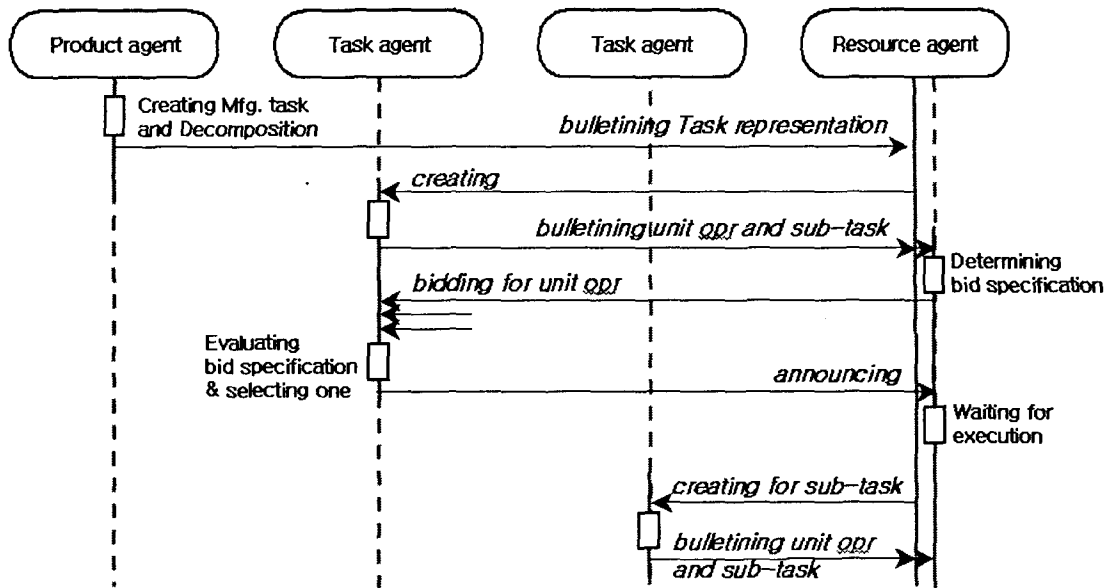 Product agent
Task agent
Task agent
Resource agent
Creating Mfg. task
and Decomposition
bulletining Task representation
creating
bulletining unit opr and sub-task
Determining
bid specification
bidding for unit opr
Evaluating
bid specification
& selecting one
announcing
Waiting for
execution
creating for sub-task
bulletining unit opr
and sub-task